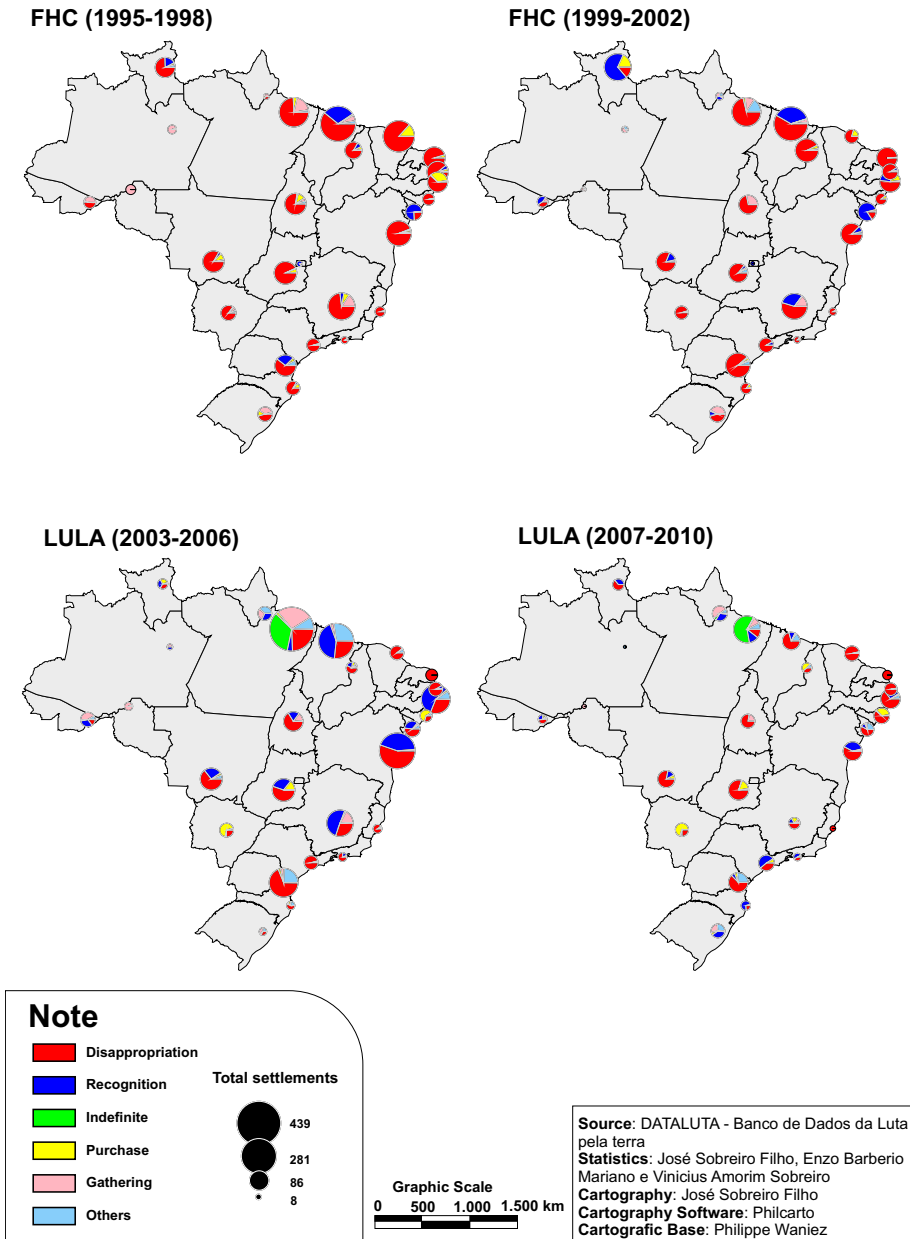 FHC (1995-1998)
FHC (1999-2002)
LULA (2003-2006)
LULA (2007-2010)
Note
Disappropriation
Recognition
Indefinite
Purchase
Gathering
Others
Total settlements
439
281
86
8
Graphic Scale
0 500 1.000 1.500 km
Source: DATALUTA - Banco de Dados da Luta
pela terra
Statistics: José Sobreiro Filho, Enzo Barberio
Mariano e Vinicius Amorim Sobreiro
Cartography: José Sobreiro Filho
Cartography Software: Philcarto
Cartografic Base: Philippe Waniez